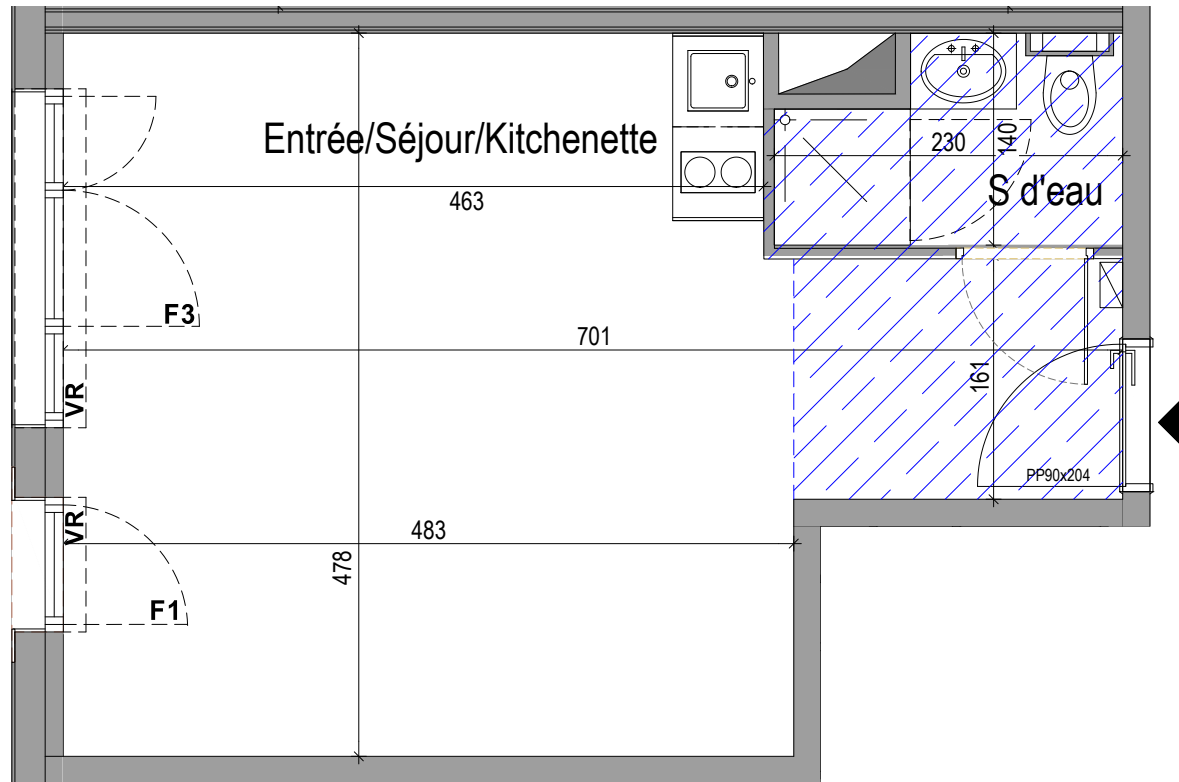 Entrée/Séjour/Kitchenette
230
140
S d'eau
463
F3
701
VR
161
PP90x204
VR
483
478
F1